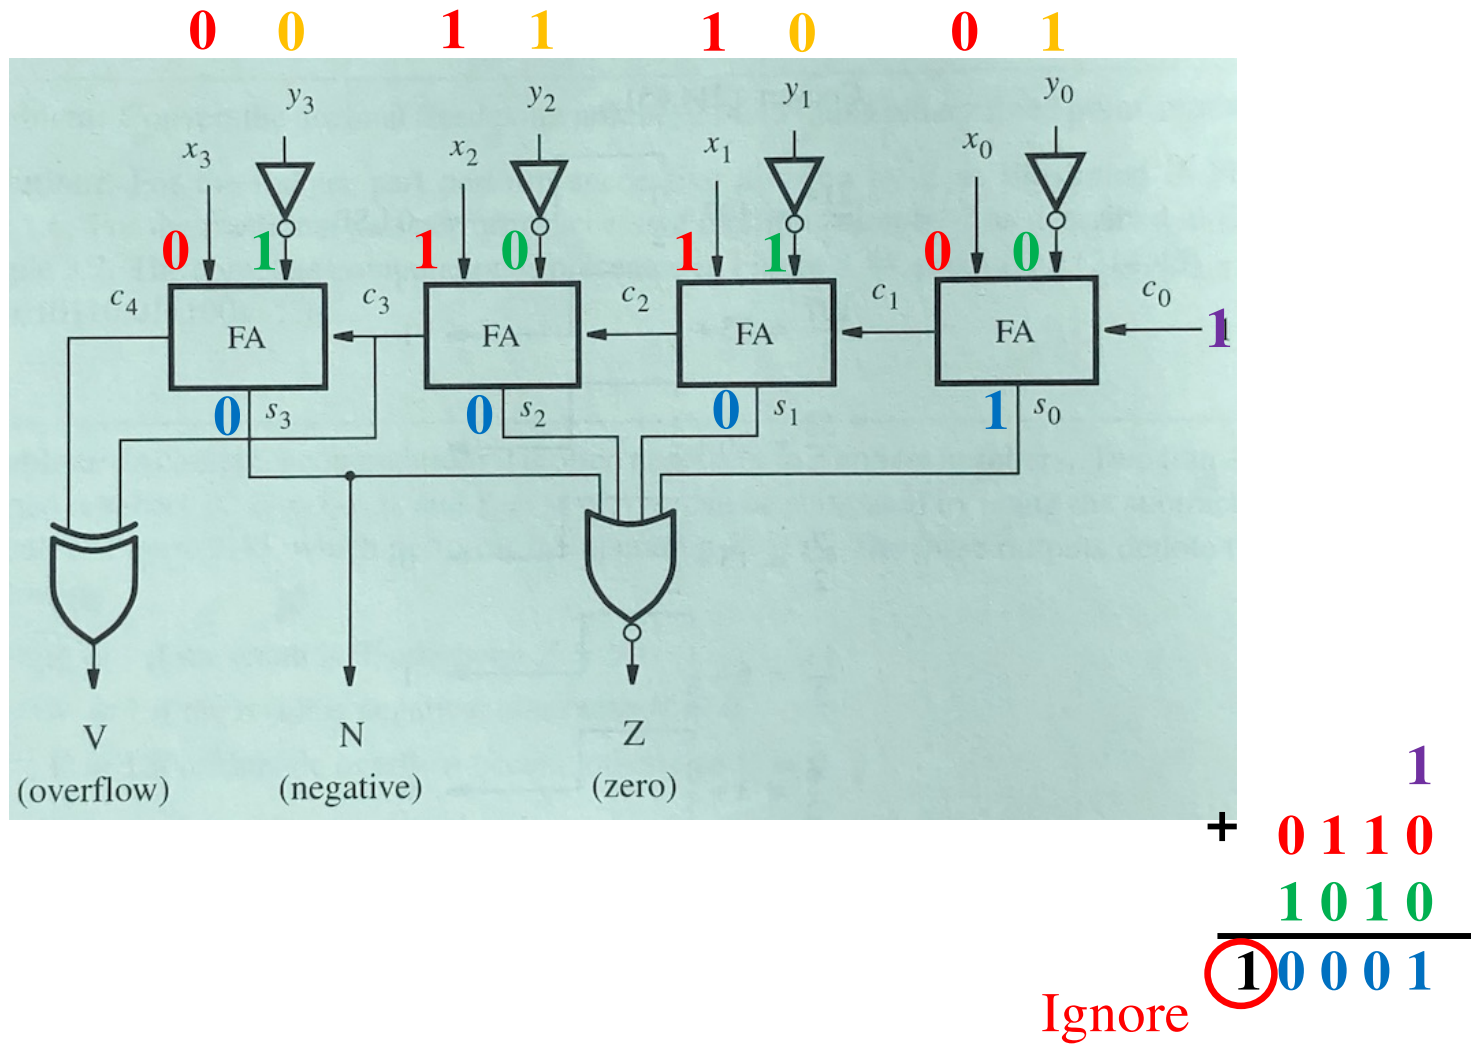 0 0 1 1 1 0 0 1
y3 y2 y1 y0
x3 x2 x1 x0
0 1 1 0 1 1 0 0
c4 c3 c2 c1 c0
FA FA FA FA 1
0 s3 0 s2 0 s1 1 s0
V N Z
(overflow) (negative) (zero)
1
+ 0 1 1 0
1 0 1 0
1 0 0 0 1
Ignore